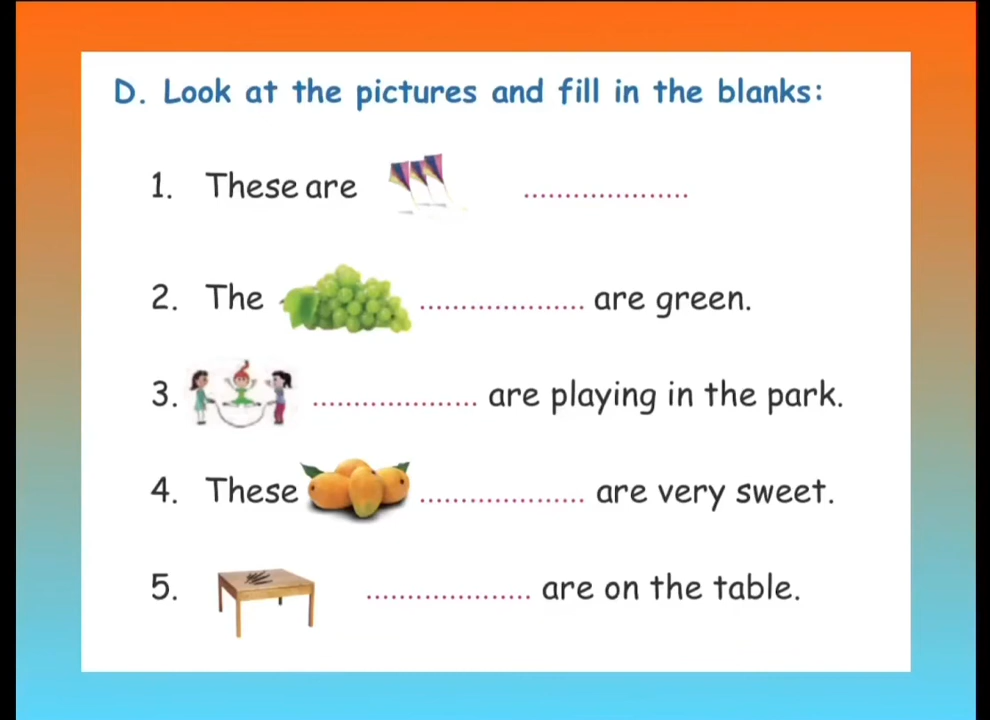 D. Look at the pictures and fill in the blanks:
1. These are ....................
2. The .................... are green.
3. .................... are playing in the park.
4. These .................... are very sweet.
5. .................... are on the table.